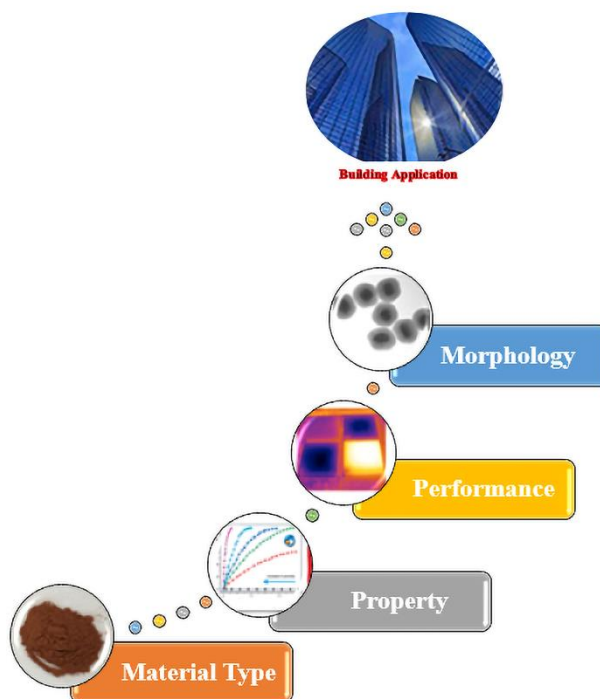 Building Application
Morphology
Performance
Property
Material Type